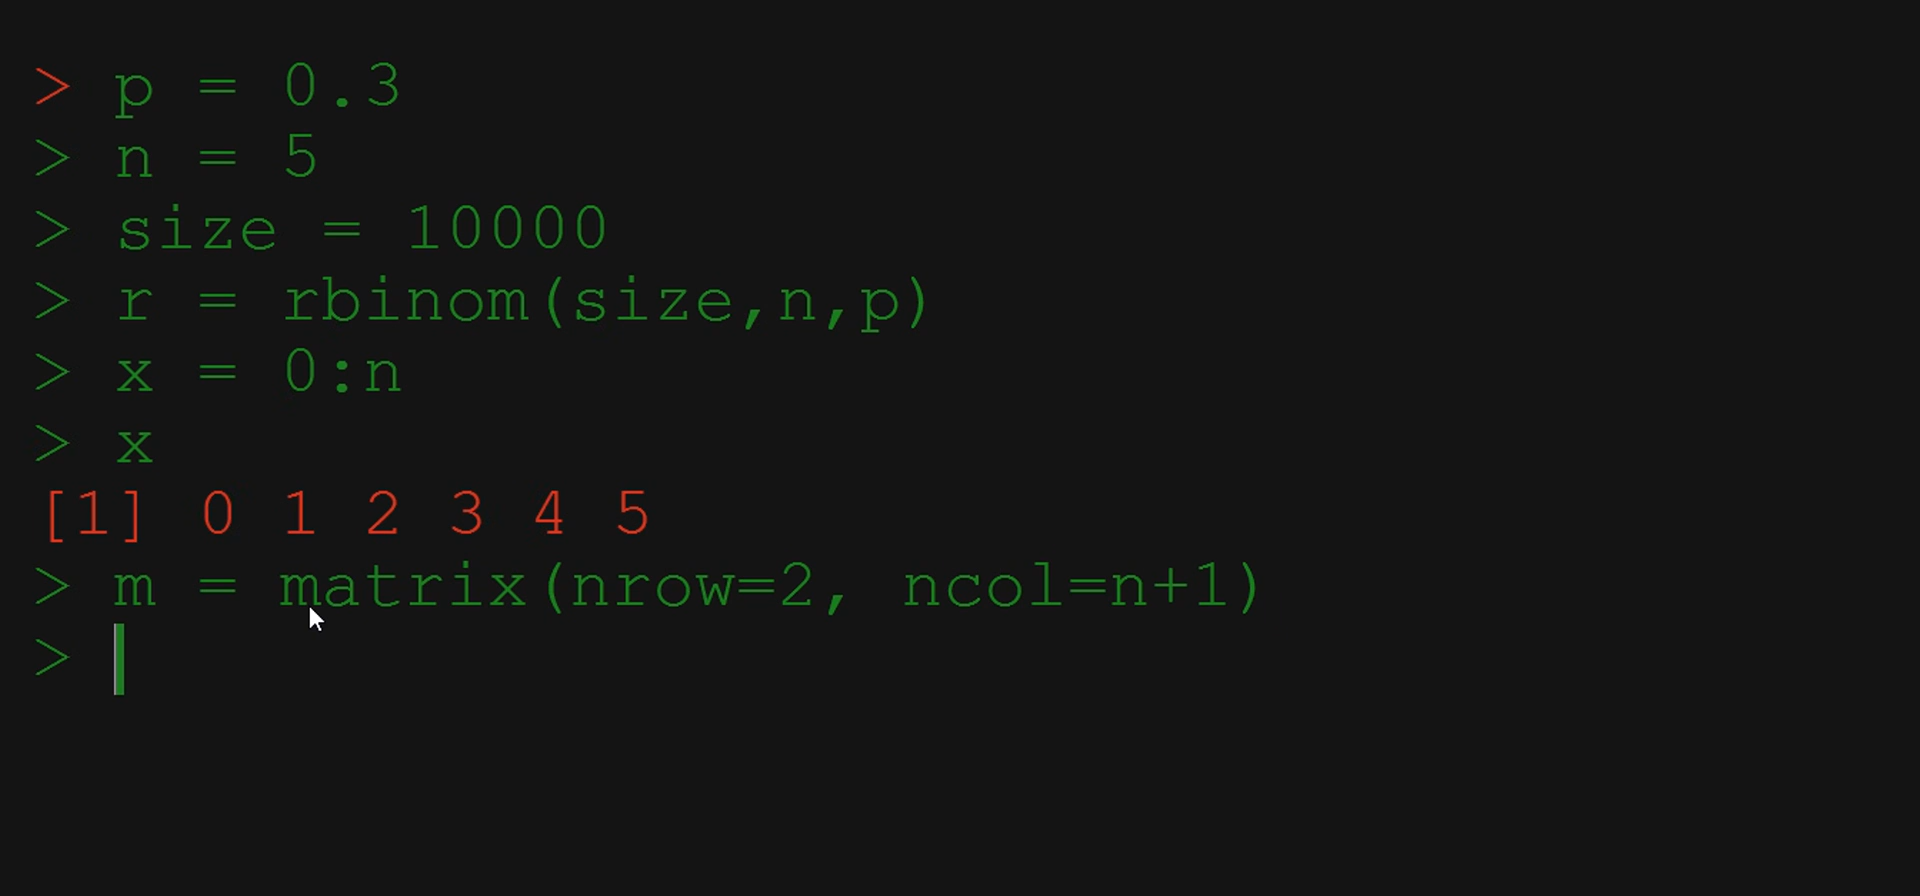 > p = 0.3
> n = 5
> size = 10000
> r = rbinom(size,n,p)
> x = 0:n
> x
[1] 0 1 2 3 4 5
> m = matrix(nrow=2, ncol=n+1)
>